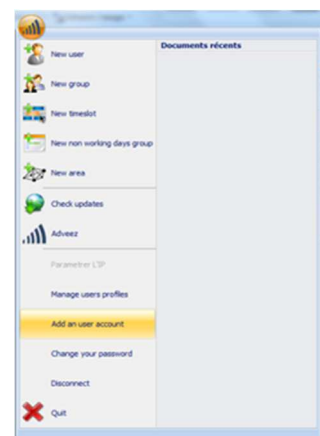 Documents récents
New user
New group
New timeslot
New non working days group
New area
Check updates
Adveez
Parametrer LTP
Manage users profiles
Add an user account
Change your password
Disconnect
Quit